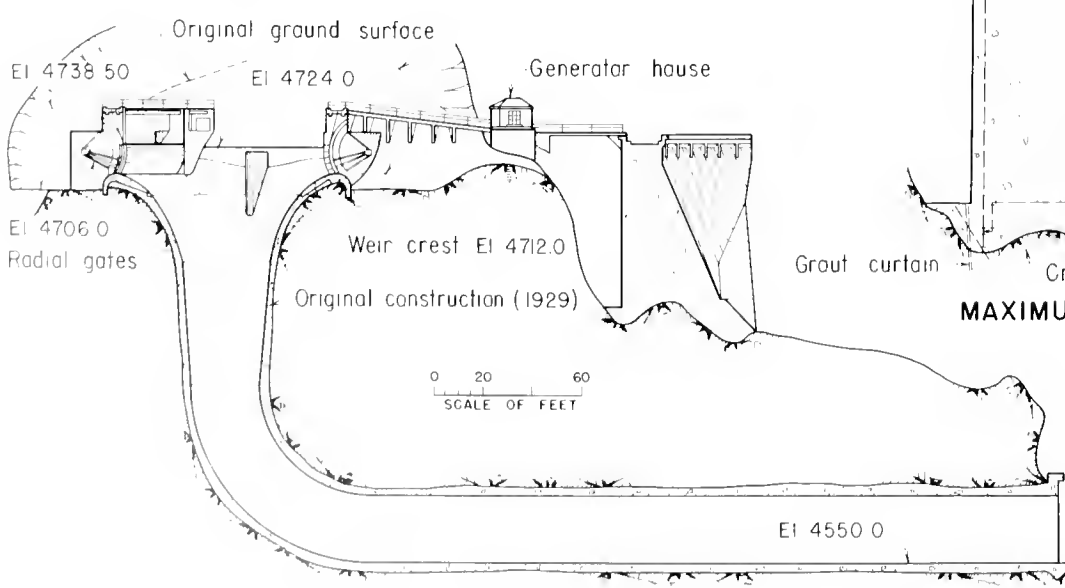 Original ground surface
El 4738 50
El 4724 0
Generator hause
El 4706 0
Radial gates
Weir crest El 4712.0
Original construction (1929)
Grout curtain
MAXIMU
0 20 60
SCALE OF FEET
El 4550 0